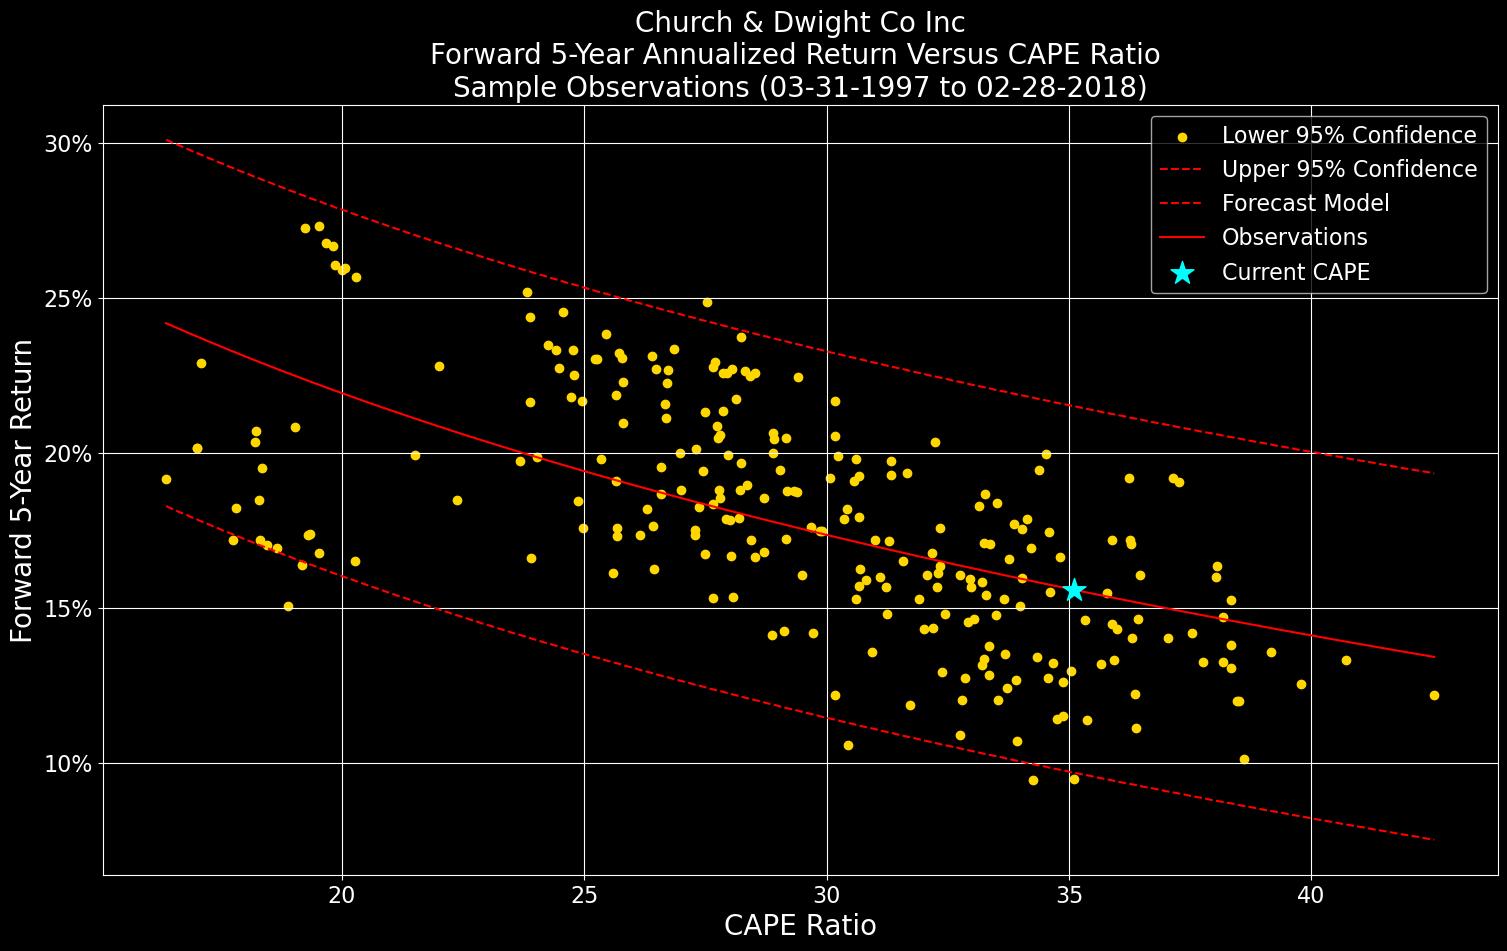 Church & Dwight Co Inc
Forward 5-Year Annualized Return Versus CAPE Ratio
Sample Observations (03-31-1997 to 02-28-2018)
Lower 95% Confidence
Upper 95% Confidence
Forecast Model
Observations
Current CAPE
Forward 5-Year Return
30%
25%
20%
15%
10%
20
25
30
35
40
CAPE Ratio